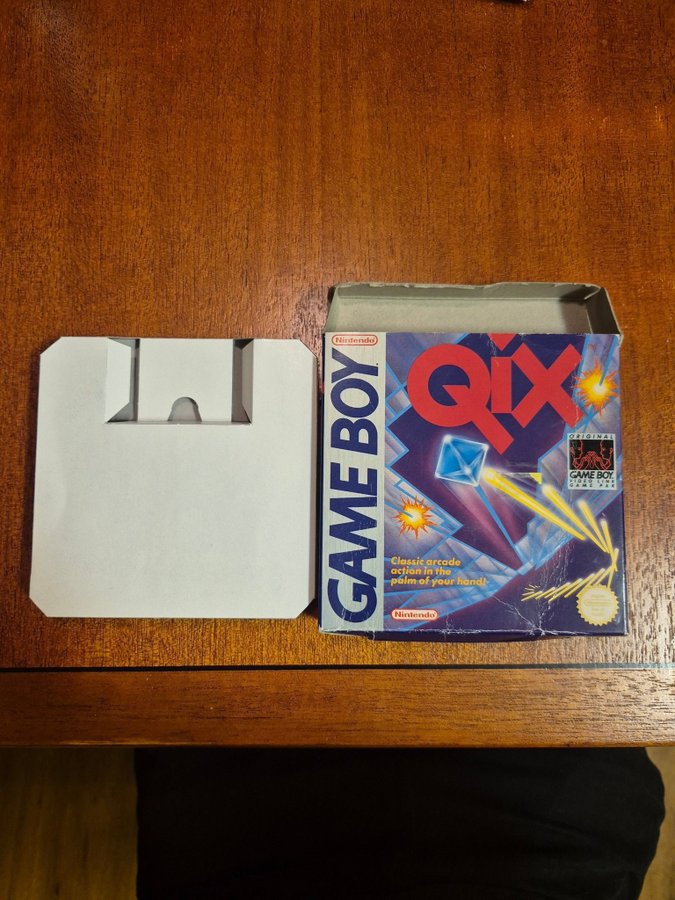 Nintendo
GAME BOY
QiX
ORIGINAL
GAME BOY
VIDEO LINK
GAME PAK
Classic arcade
action in the
palm of your hand!
Nintendo